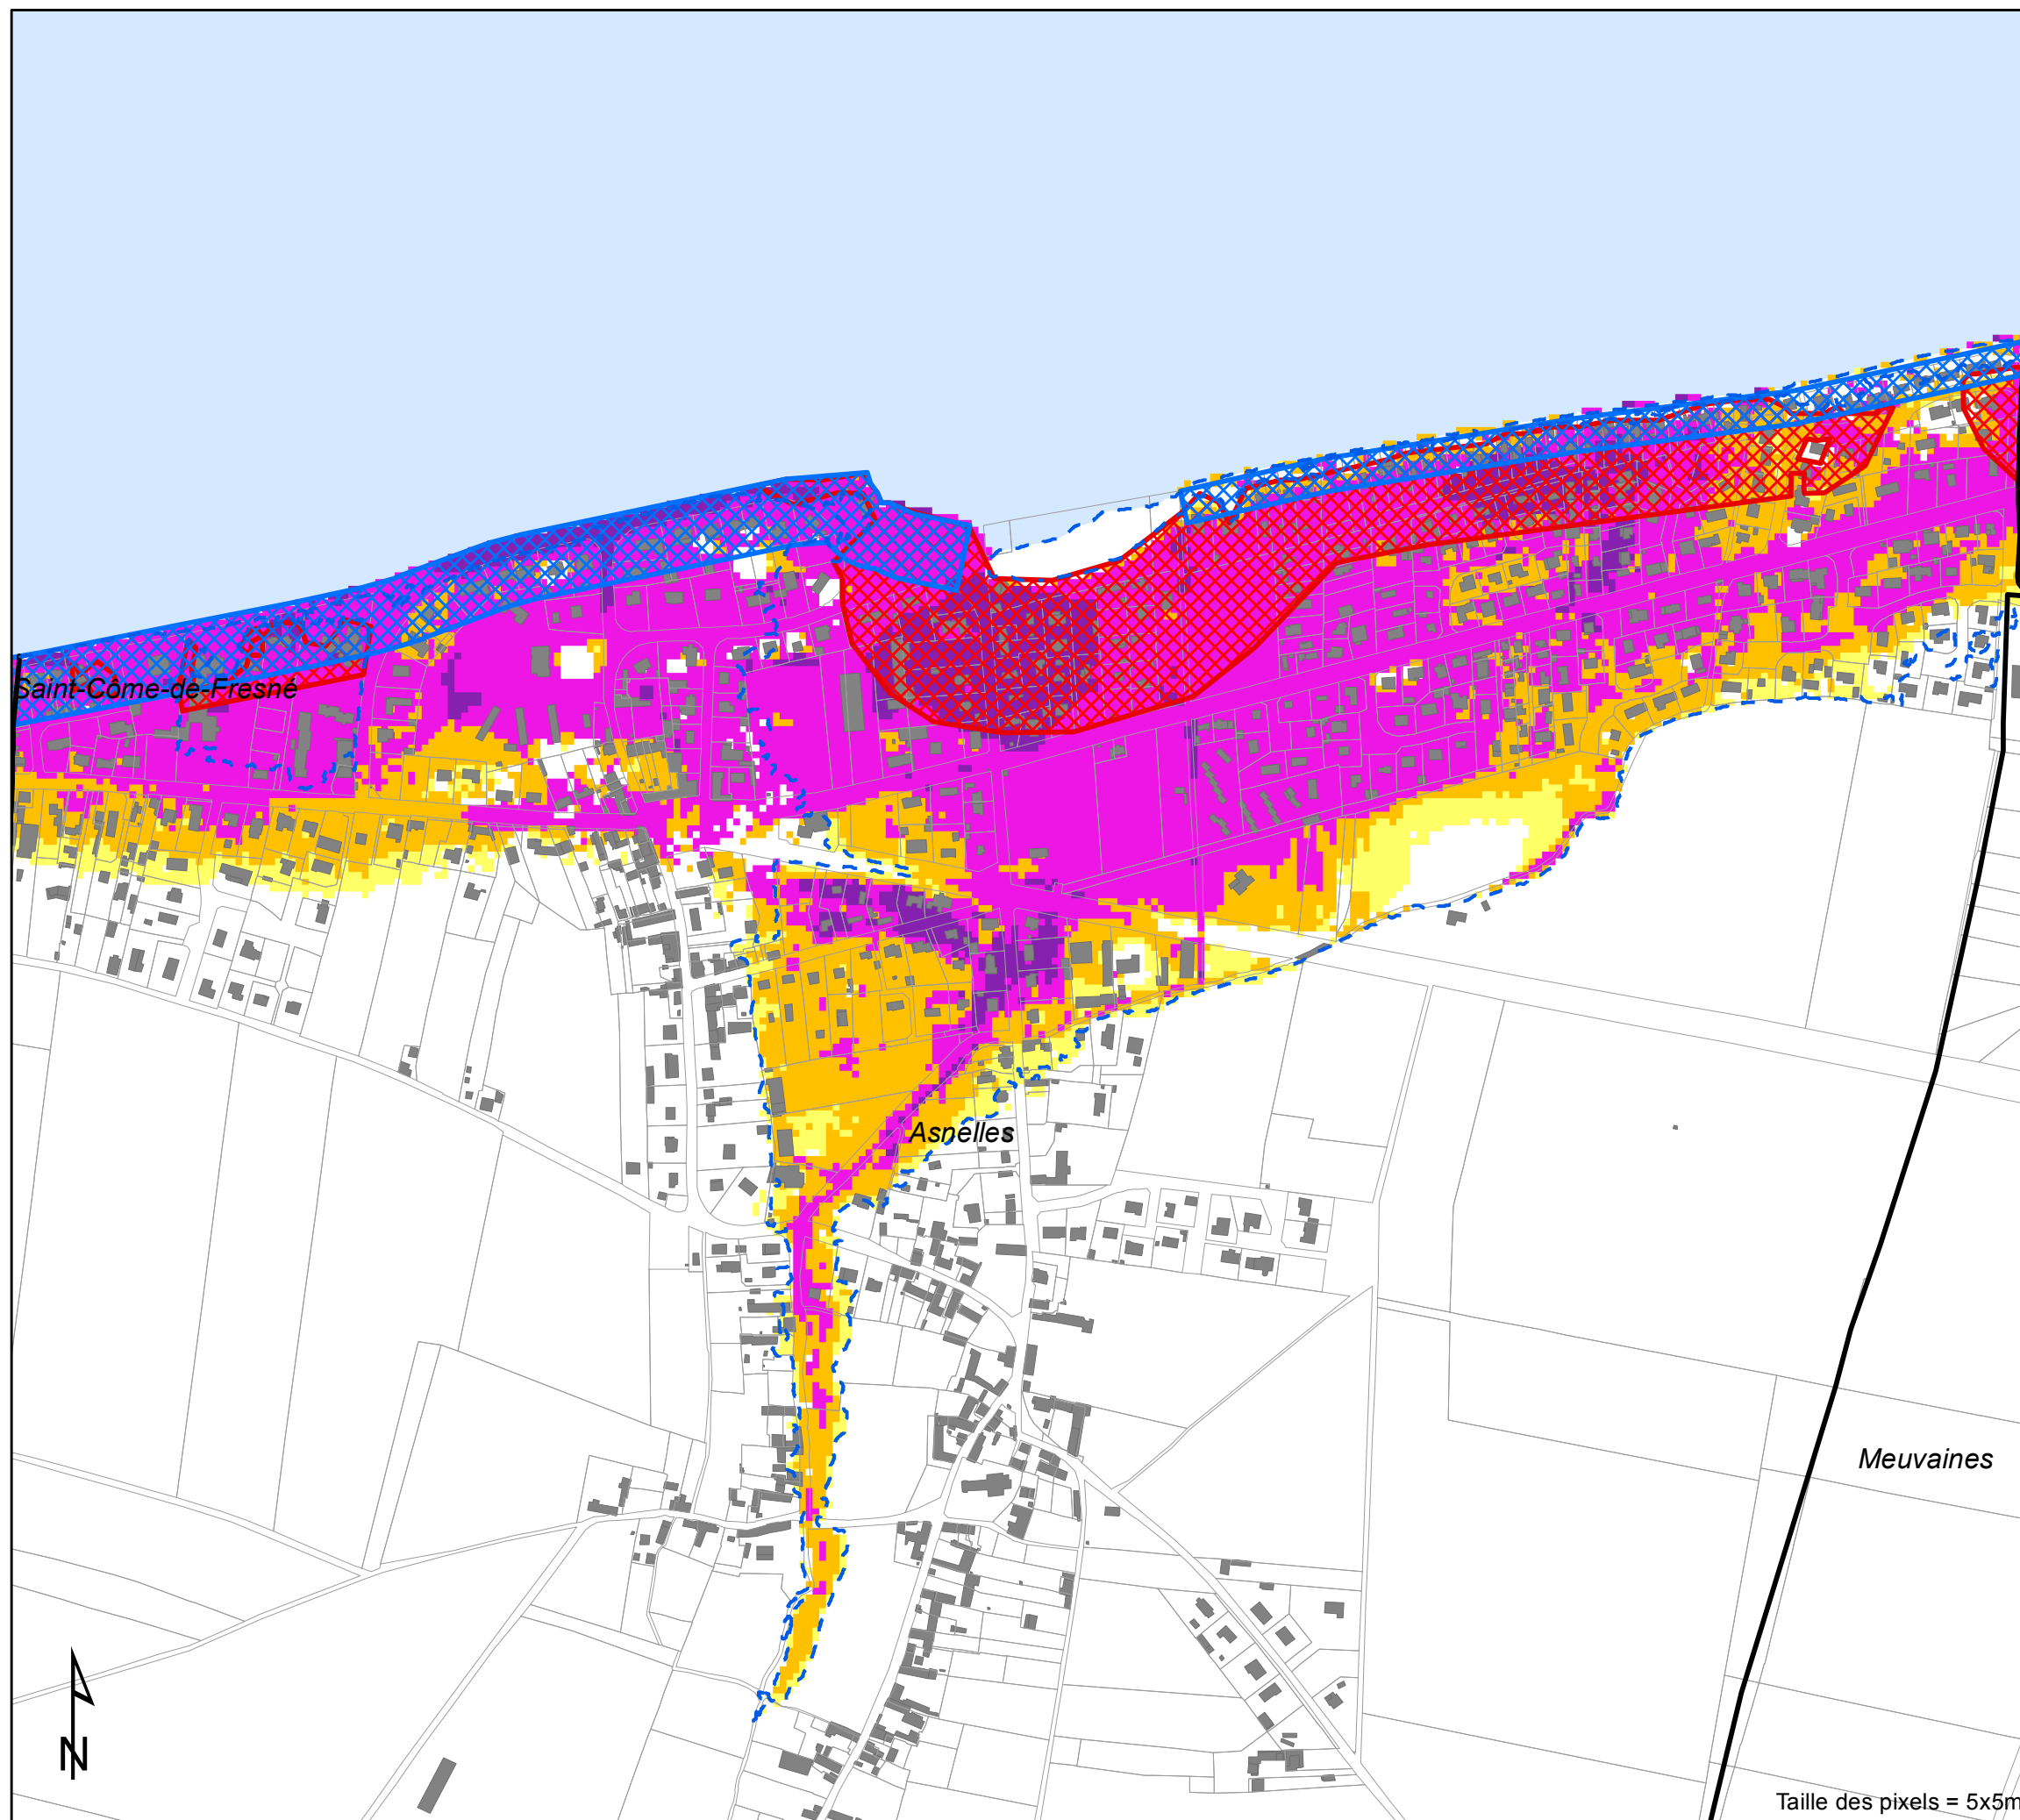 Saint-Côme-de-Fresné
Asnelles
Meuvaines
N
Taille des pixels = 5x5m